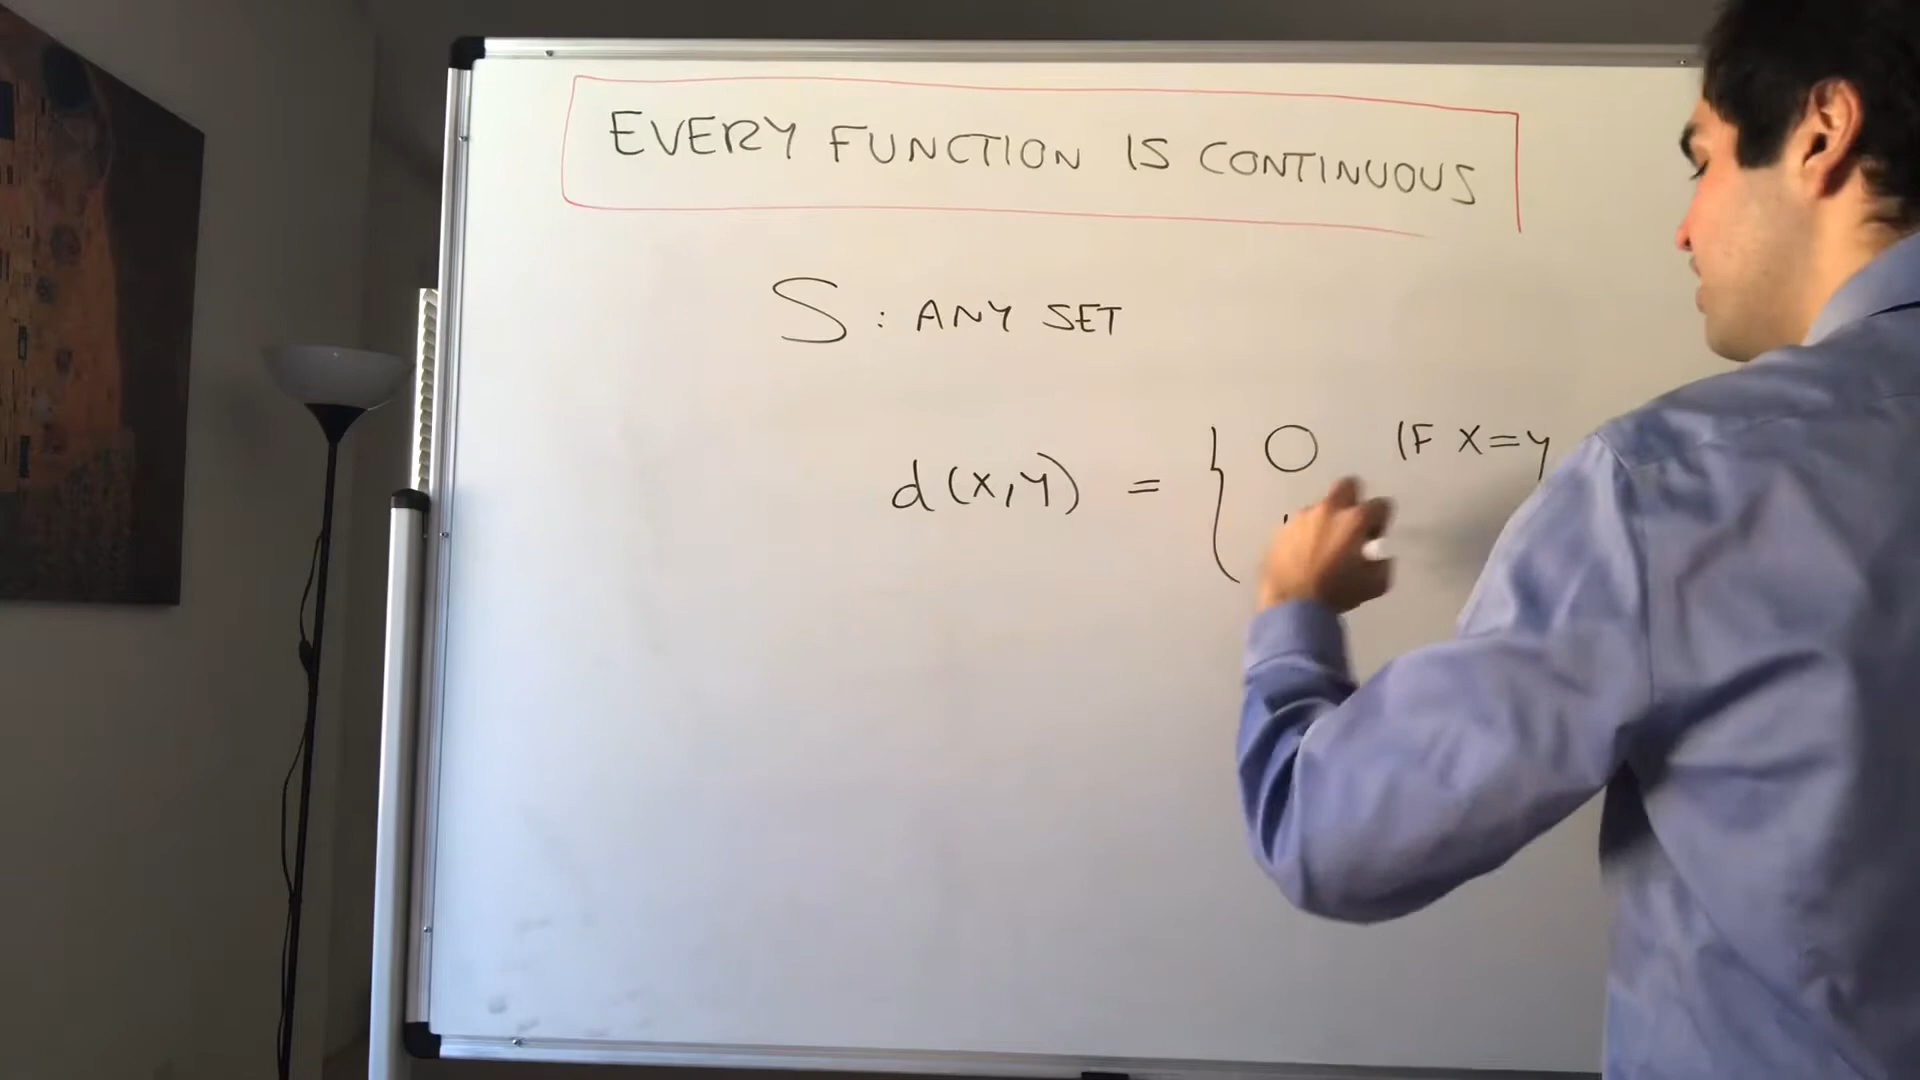 EVERY FUNCTION IS CONTINUOUS
S : ANY SET
d(x,y) = { 0 IF x=y